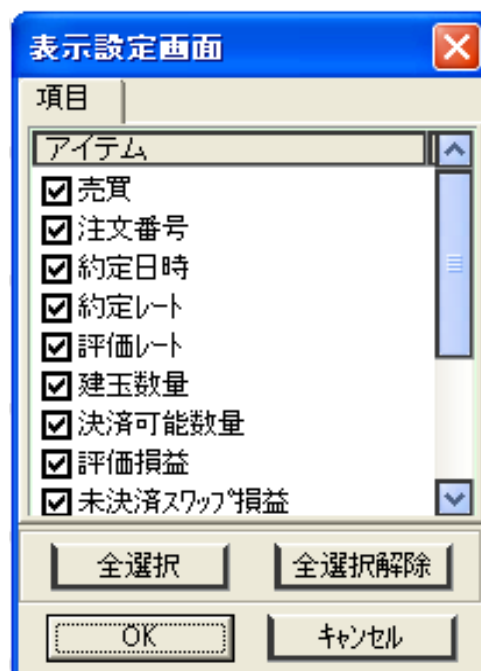 表示設定画面
項目
アイテム
売買
注文番号
約定日時
約定ﾚｰﾄ
評価ﾚｰﾄ
建玉数量
決済可能数量
評価損益
未決済ｽﾜｯﾌﾟ損益
全選択 全選択解除
OK ｷｬﾝｾﾙ